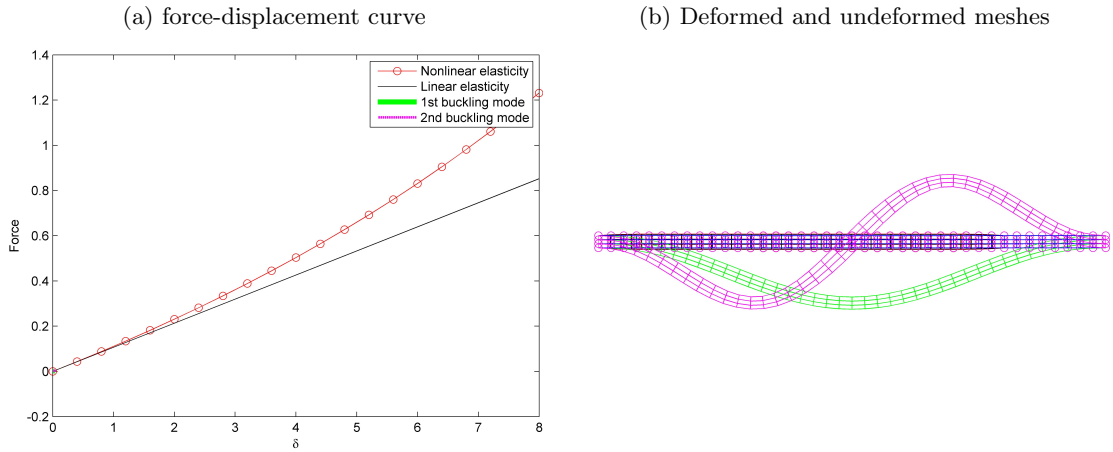 (a) force-displacement curve
(b) Deformed and undeformed meshes
1.4
1.2
1
0.8
0.6
0.4
0.2
0
-0.2
Force
Nonlinear elasticity
Linear elasticity
1st buckling mode
2nd buckling mode
0 1 2 3 4 5 6 7 8
δ